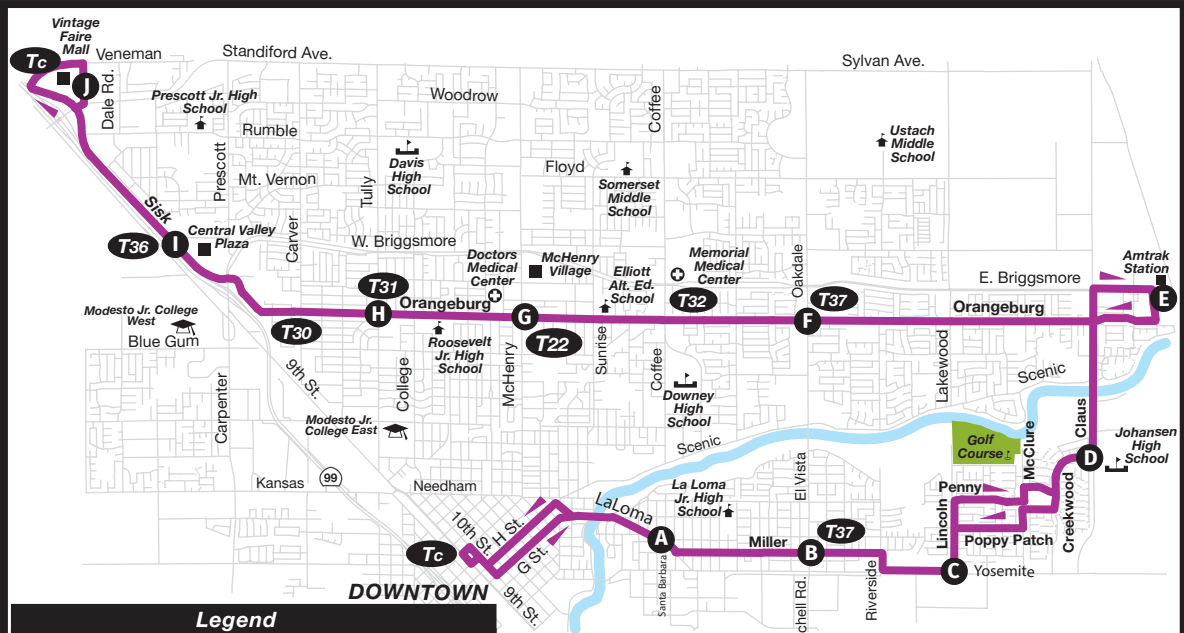 Vintage
Faire
Mall
Tc
Veneman
Standiford Ave.
Sylvan Ave.
J
Dale Rd.
Prescott Jr. High
School
Woodrow
Coffee
Rumble
Ustach
Middle
School
Prescott
Davis
High
School
Floyd
Mt. Vernon
Tully
Somerset
Middle
School
Sisk
Carver
Central Valley
Plaza
T36
I
W. Briggsmore
Doctors
Medical
Center
McHenry
Village
Elliott
Alt. Ed.
School
Memorial
Medical
Center
Oakdale
E. Briggsmore
Amtrak
Station
T31
Orangeburg
T32
T37
Orangeburg
E
Modesto Jr. College
West
Blue Gum
T30
H
Roosevelt
Jr. High
School
G
T22
F
Sunrise
9th St.
College
McHenry
Coffee
Lakewood
Scenic
Carpenter
Downey
High
School
Modesto Jr.
College East
Scenic
Golf
Course
McClure
Claus
Johansen
High
School
D
99
Kansas
Needham
La Loma
Jr. High
School
El Vista
Penny
Lincoln
Creekwood
LaLoma
10th St.
H St.
G St.
A
Miller
T37
B
Poppy Patch
Tc
DOWNTOWN
9th St.
Santa Barbara
chell Rd.
Riverside
C
Yosemite
Legend